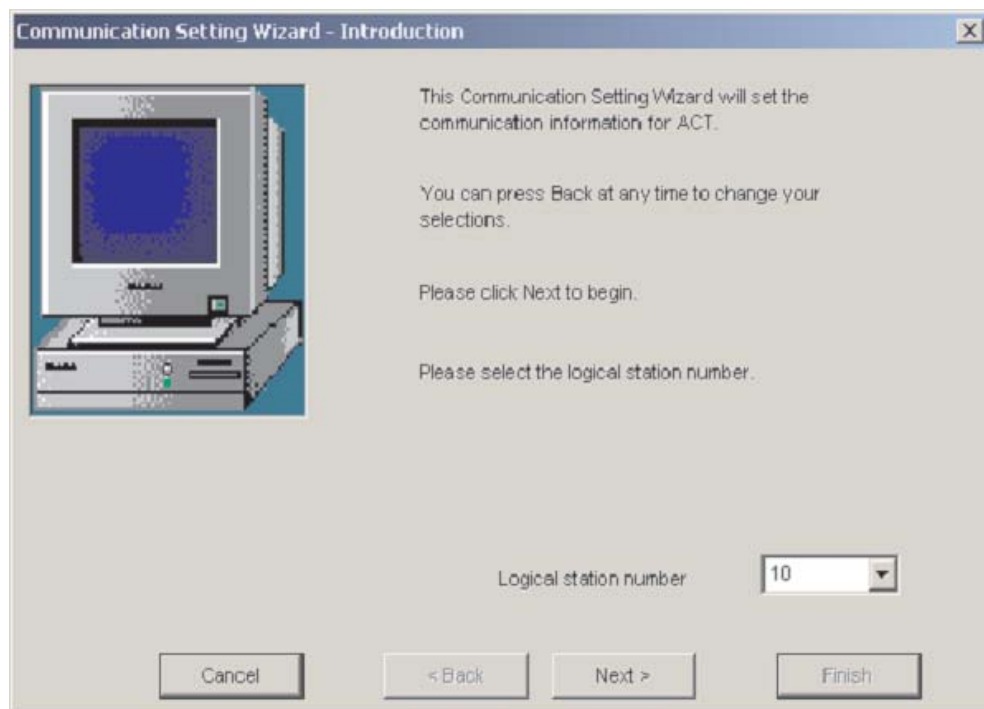 Communication Setting Wizard - Introduction
This Communication Setting Wizard will set the
communication information for ACT.
You can press Back at any time to change your
selections.
Please click Next to begin.
Please select the logical station number.
Logical station number
10
Cancel
< Back
Next >
Finish